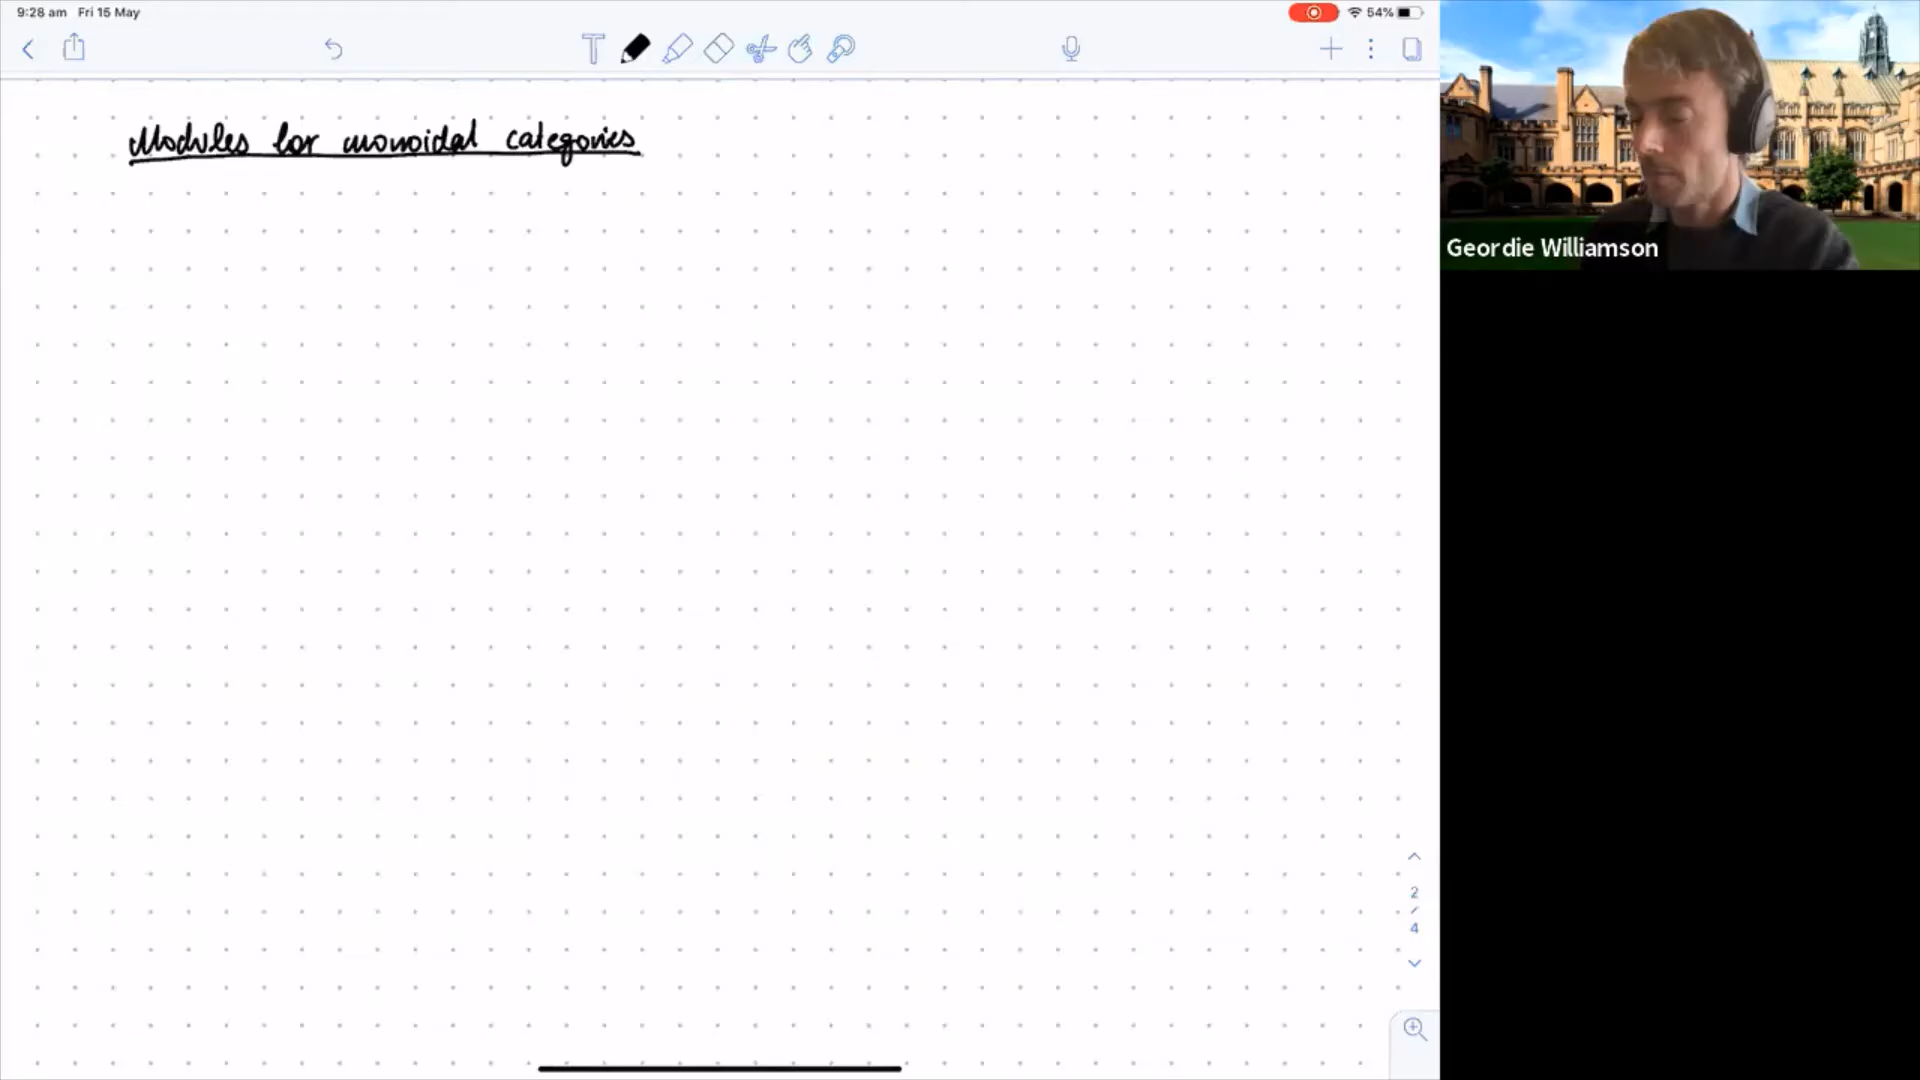 9:28 am Fri 15 May
54%
Modules for monoidal categories
Geordie Williamson
2
/
4